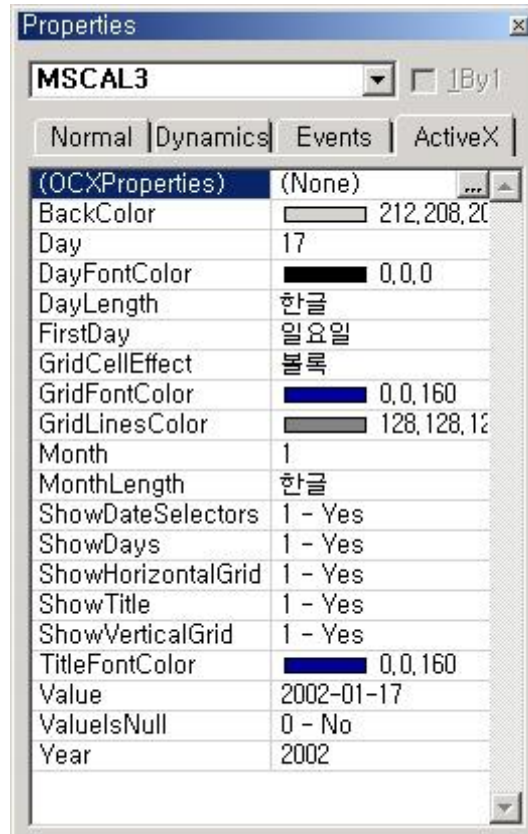 Properties
MSCAL3 1By1
Normal Dynamics Events ActiveX
(OCXProperties) (None) ...
BackColor 212,208,20
Day 17
DayFontColor 0,0,0
DayLength 한글
FirstDay 일요일
GridCellEffect 볼록
GridFontColor 0,0,160
GridLinesColor 128,128,12
Month 1
MonthLength 한글
ShowDateSelectors 1 - Yes
ShowDays 1 - Yes
ShowHorizontalGrid 1 - Yes
ShowTitle 1 - Yes
ShowVerticalGrid 1 - Yes
TitleFontColor 0,0,160
Value 2002-01-17
ValueIsNull 0 - No
Year 2002